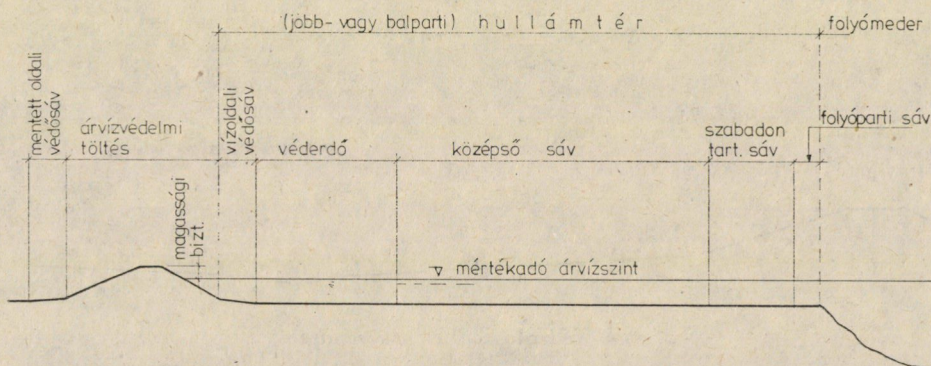 (jobb- vagy balparti) hullámtér
folyómeder
mentett oldali
védősáv
árvízvédelmi
töltés
vízoldali
védősáv
véderdő
középső sáv
szabadon
tart. sáv
folyóparti sáv
magassági
bizt.
mértékadó árvízszint